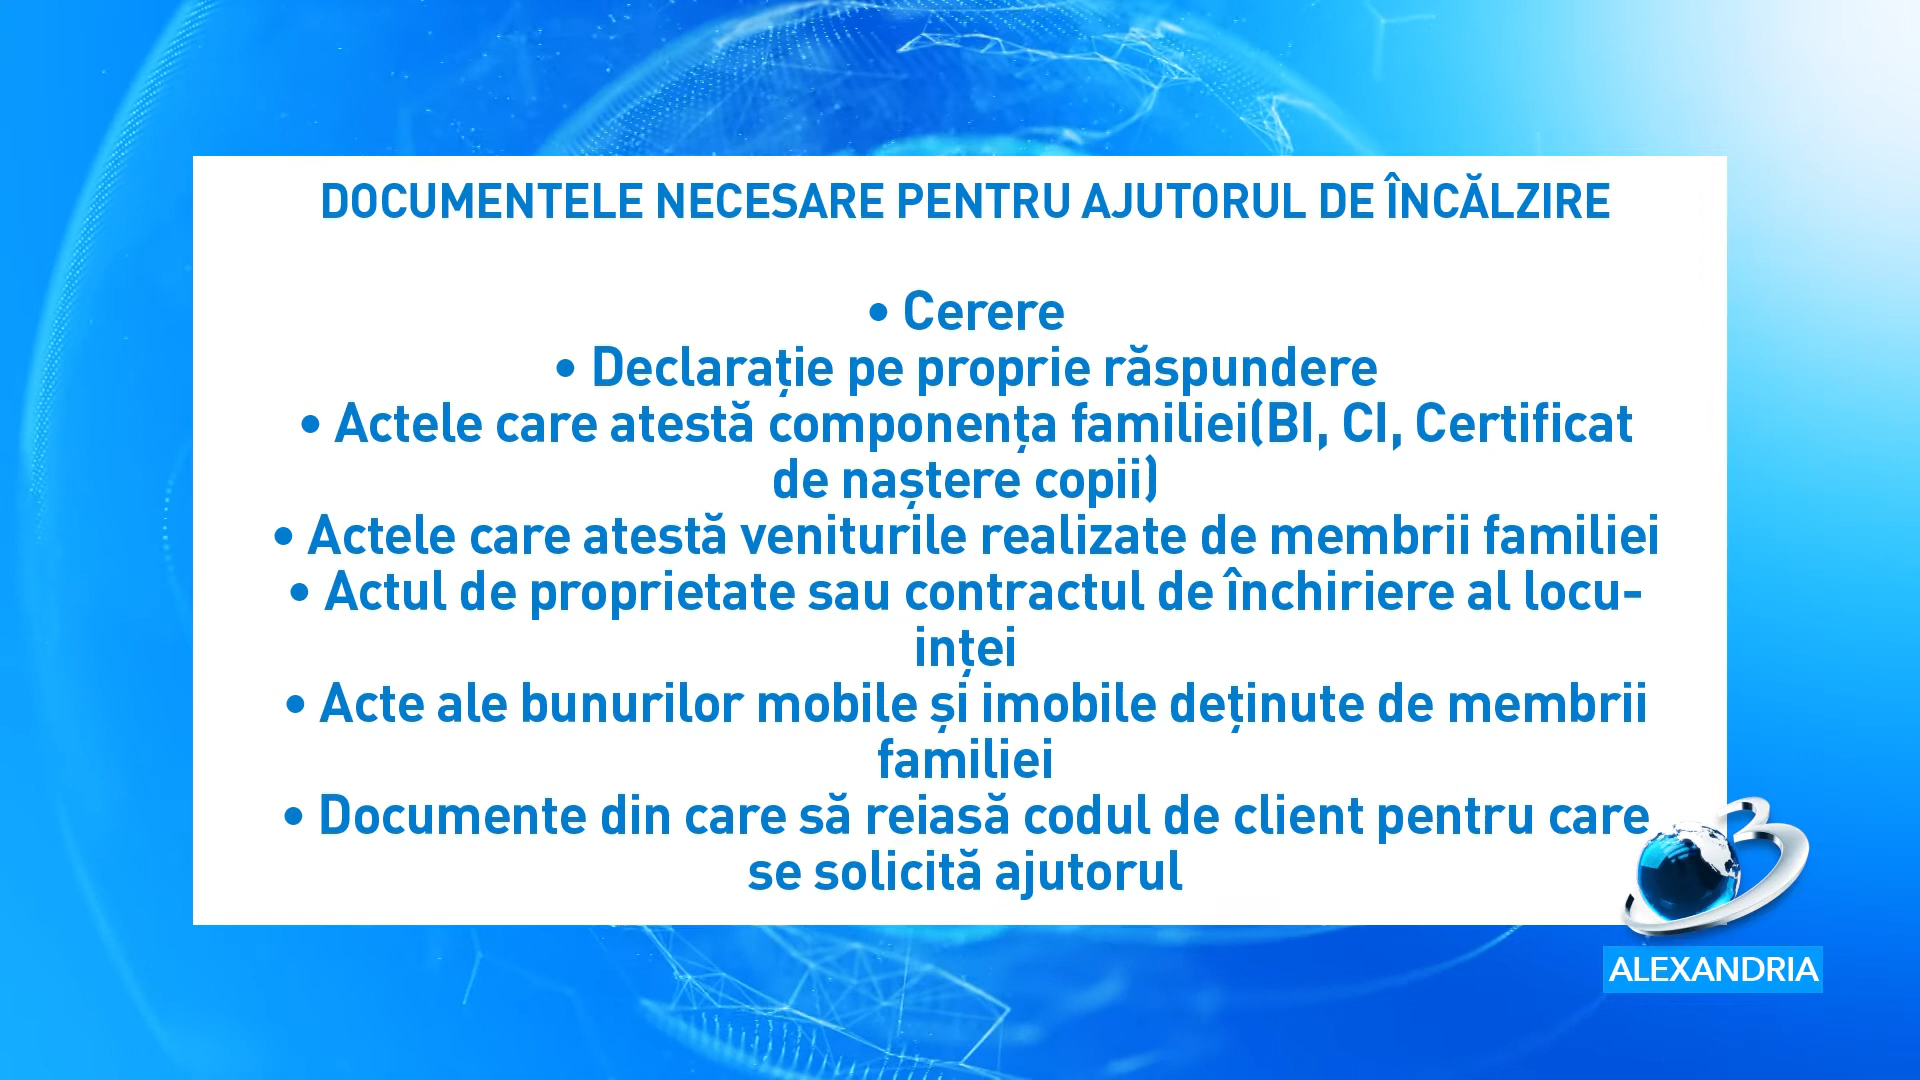 DOCUMENTELE NECESARE PENTRU AJUTORUL DE ÎNCĂLZIRE
• Cerere
• Declarație pe proprie răspundere
• Actele care atestă componența familiei(BI, CI, Certificat
de naștere copii)
• Actele care atestă veniturile realizate de membrii familiei
• Actul de proprietate sau contractul de închiriere al locu-
inței
• Acte ale bunurilor mobile și imobile deținute de membrii
familiei
• Documente din care să reiasă codul de client pentru care
se solicită ajutorul
3
ALEXANDRIA